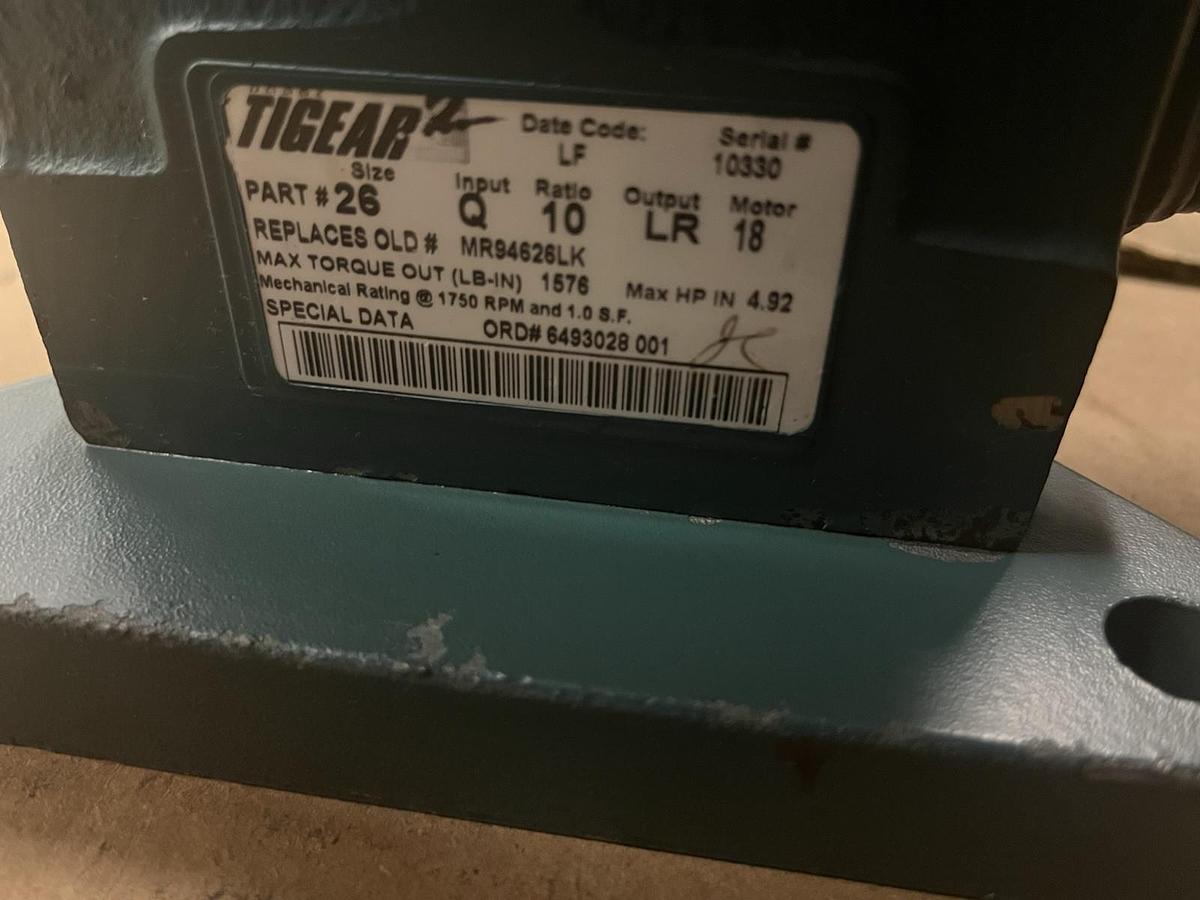 TIGEAR2 Date Code: Serial #
LF 10330
Size Input Ratio Output Motor
PART # 26 Q 10 LR 18
REPLACES OLD # MR94626LK
MAX TORQUE OUT (LB-IN) 1576 Max HP IN 4.92
Mechanical Rating @ 1750 RPM and 1.0 S.F.
SPECIAL DATA ORD# 6493028 001